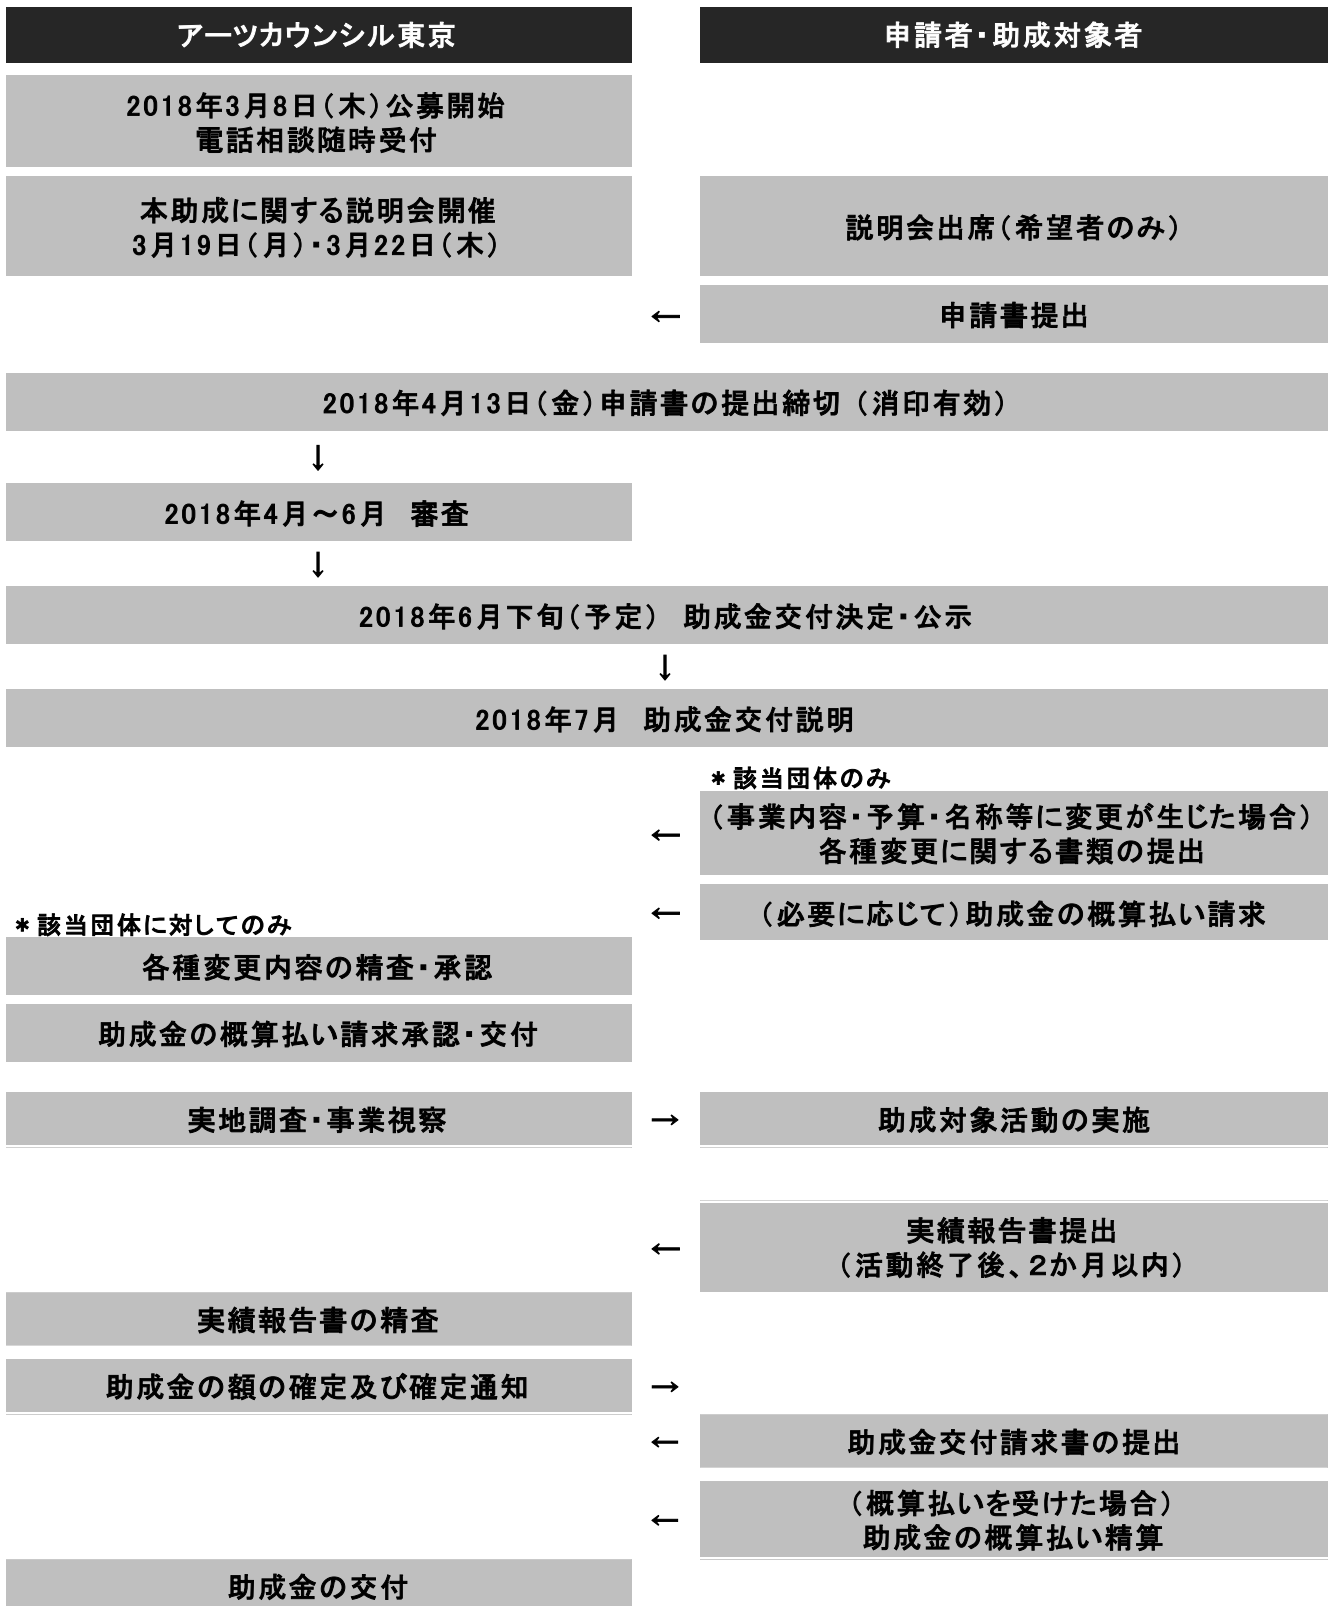 アーツカウンシル東京
申請者・助成対象者
2018年3月8日（木）公募開始
電話相談随時受付
本助成に関する説明会開催
3月19日（月）・3月22日（木）
説明会出席（希望者のみ）
←
申請書提出
2018年4月13日（金）申請書の提出締切（消印有効）
↓
2018年4月～6月　審査
↓
2018年6月下旬（予定）　助成金交付決定・公示
↓
2018年7月　助成金交付説明
＊該当団体のみ
←
（事業内容・予算・名称等に変更が生じた場合）
各種変更に関する書類の提出
←
（必要に応じて）助成金の概算払い請求
＊該当団体に対してのみ
各種変更内容の精査・承認
助成金の概算払い請求承認・交付
実地調査・事業視察
→
助成対象活動の実施
←
実績報告書提出
（活動終了後、2か月以内）
実績報告書の精査
助成金の額の確定及び確定通知
→
←
助成金交付請求書の提出
←
（概算払いを受けた場合）
助成金の概算払い精算
助成金の交付